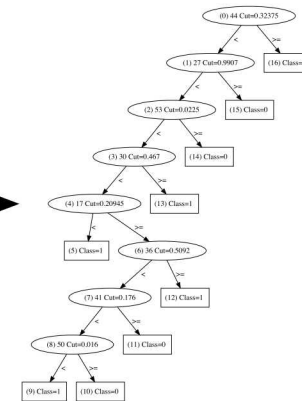 (0) 44 Cut=0.32375
< >=
(1) 27 Cut=0.9907 (16) Class=
< >=
(2) 53 Cut=0.0225 (15) Class=0
< >=
(3) 30 Cut=0.467 (14) Class=0
< >=
(4) 17 Cut=0.20945 (13) Class=1
< >=
(5) Class=1 (6) 36 Cut=0.5092
< >=
(7) 41 Cut=0.176 (12) Class=1
< >=
(8) 50 Cut=0.016 (11) Class=0
< >=
(9) Class=1 (10) Class=0